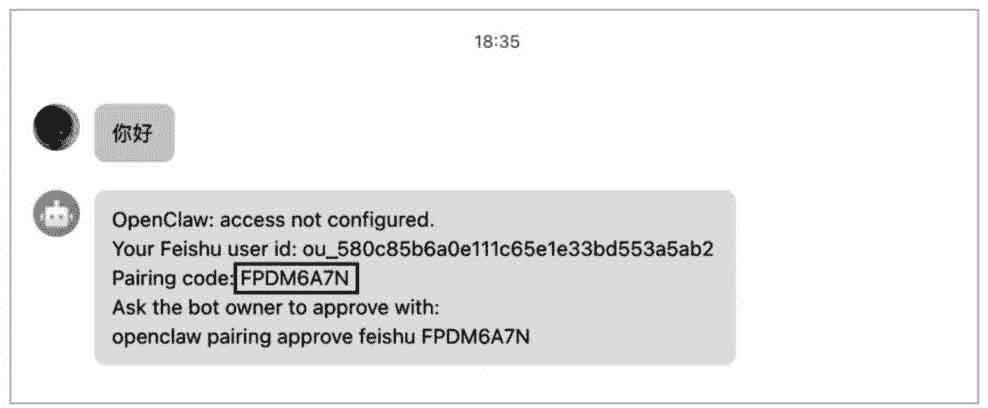 18:35
你好
OpenClaw: access not configured.
Your Feishu user id: ou_580c85b6a0e111c65e1e33bd553a5ab2
Pairing code: FPDM6A7N
Ask the bot owner to approve with:
openclaw pairing approve feishu FPDM6A7N